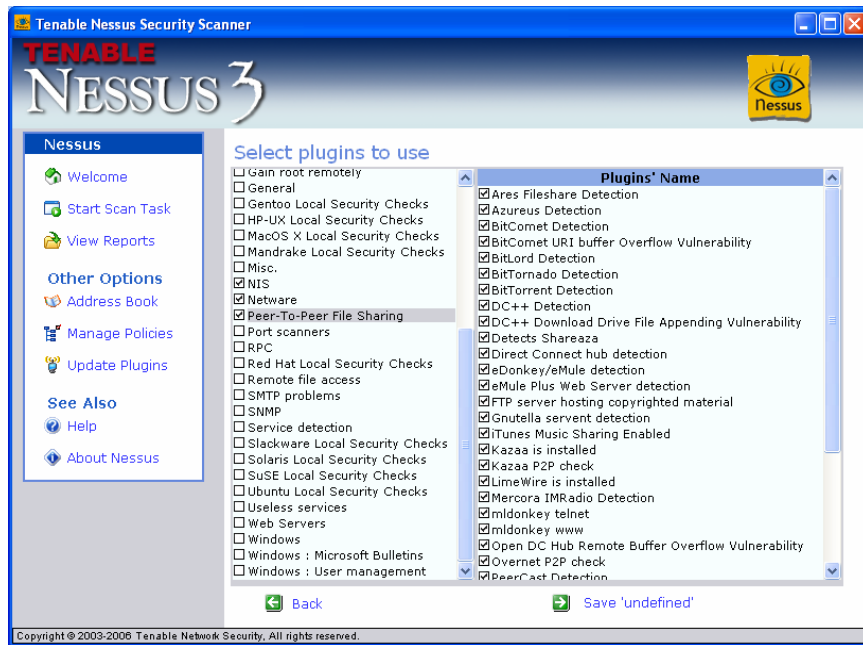 Tenable Nessus Security Scanner
TENABLE
NESSUS 3
Nessus
Nessus
Welcome
Start Scan Task
View Reports
Other Options
Address Book
Manage Policies
Update Plugins
See Also
Help
About Nessus
Select plugins to use
Gain root remotely
General
Gentoo Local Security Checks
HP-UX Local Security Checks
MacOS X Local Security Checks
Mandrake Local Security Checks
Misc.
NIS
Netware
Peer-To-Peer File Sharing
Port scanners
RPC
Red Hat Local Security Checks
Remote file access
SMTP problems
SNMP
Service detection
Slackware Local Security Checks
Solaris Local Security Checks
SuSE Local Security Checks
Ubuntu Local Security Checks
Useless services
Web Servers
Windows
Windows : Microsoft Bulletins
Windows : User management
Plugins' Name
Ares Fileshare Detection
Azureus Detection
BitComet Detection
BitComet URI buffer Overflow Vulnerability
BitLord Detection
BitTornado Detection
BitTorrent Detection
DC++ Detection
DC++ Download Drive File Appending Vulnerability
Detects Shareaza
Direct Connect hub detection
eDonkey/eMule detection
eMule Plus Web Server detection
FTP server hosting copyrighted material
Gnutella servent detection
iTunes Music Sharing Enabled
Kazaa is installed
Kazaa P2P check
LimeWire is installed
Mercora IMRadio Detection
mldonkey telnet
mldonkey www
Open DC Hub Remote Buffer Overflow Vulnerability
Overnet P2P check
PeerCast Detection
Back
Save 'undefined'
Copyright © 2003-2006 Tenable Network Security, All rights reserved.